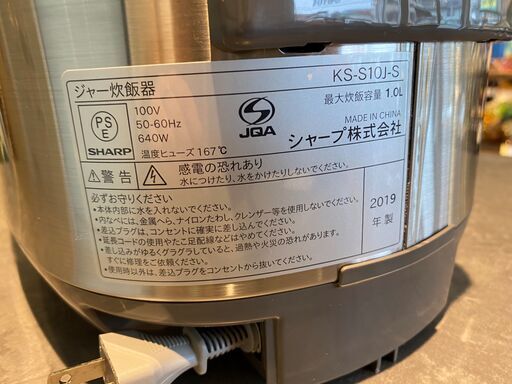 ジャー炊飯器
KS-S10J-S
最大炊飯容量 1.0L
PS
E
SHARP
100V
50-60Hz
640W
温度ヒューズ 167℃
JQA
MADE IN CHINA
シャープ株式会社
警告
感電の恐れあり
水につけたり、水をかけたりしないでください
必ずお守りください
•本体内部に水を入れないでください。
•内なべには、金属へら、ナイロンたわし、クレンザー等を使用しないでください。
•差込プラグは、コンセントに確実に差し込んでください。
•延長コードの使用やたこ足配線などはやめてください。
•差し込みがゆるくグラグラしていると、過熱や火災の恐れがあります。
すぐに修理をご依頼ください。
•使用時以外は、差込プラグをコンセントから抜いてください。
2019
年製